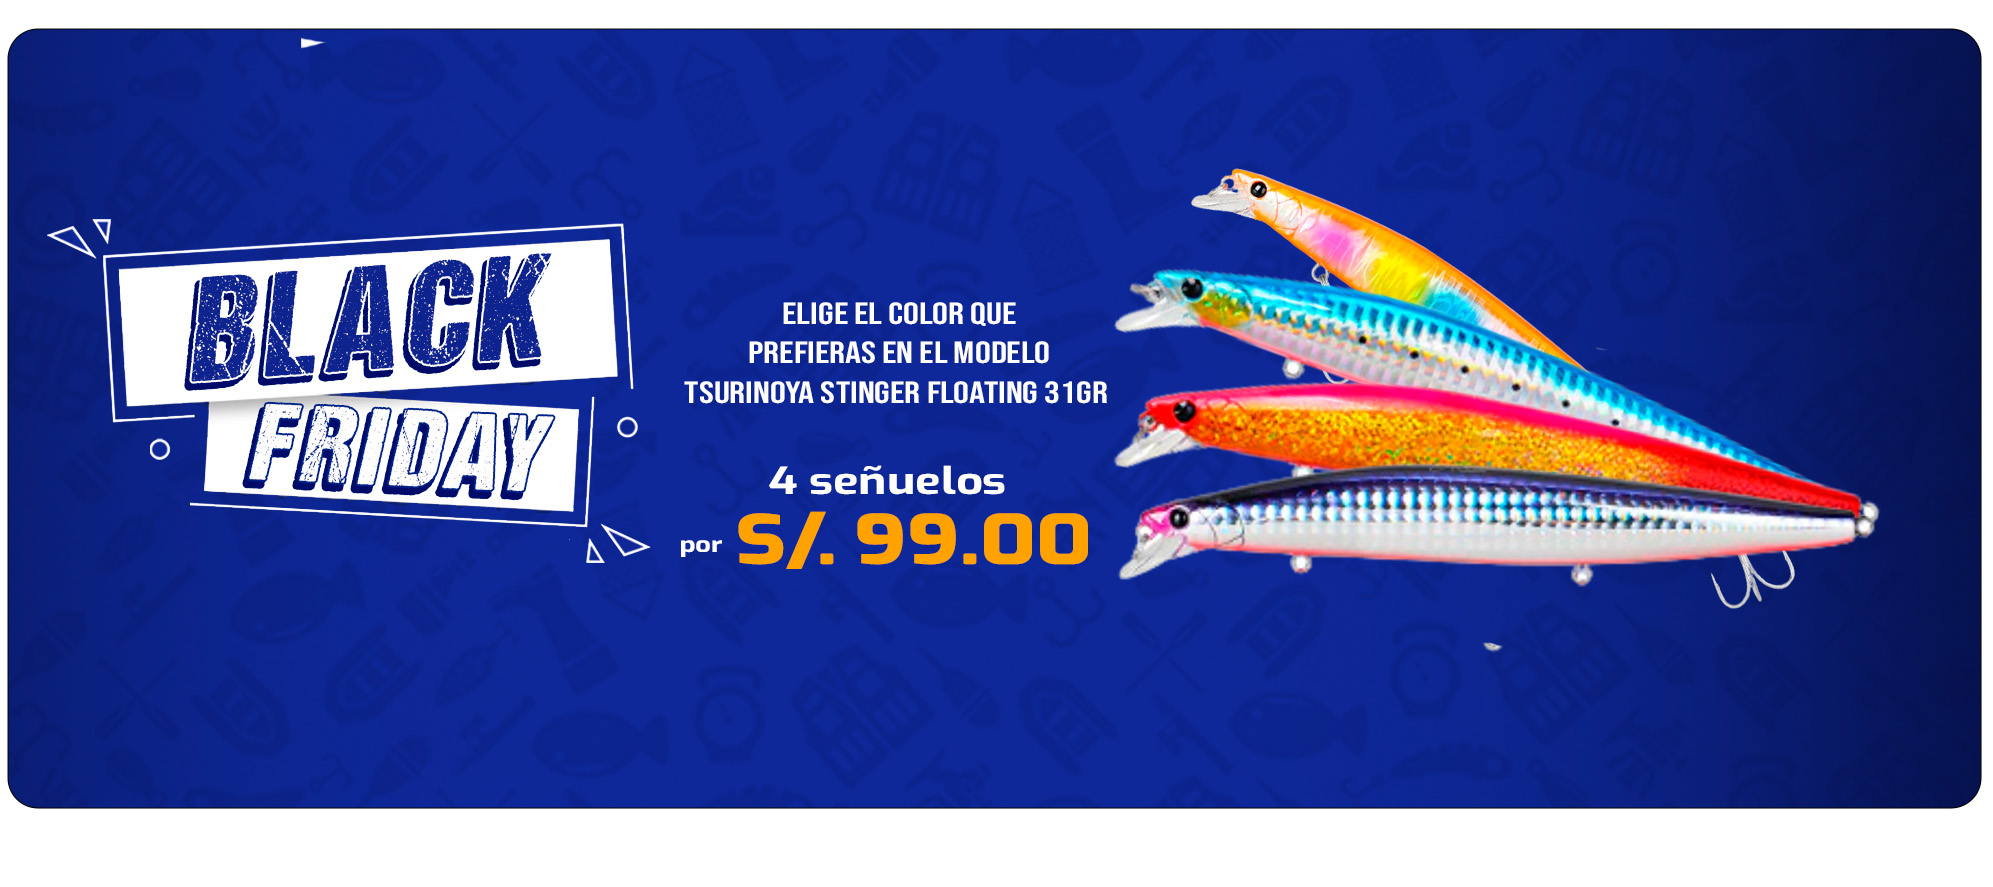 BLACK
FRIDAY
ELIGE EL COLOR QUE
PREFIERAS EN EL MODELO
TSURINOYA STINGER FLOATING 31GR
4 señuelos
por S/. 99.00